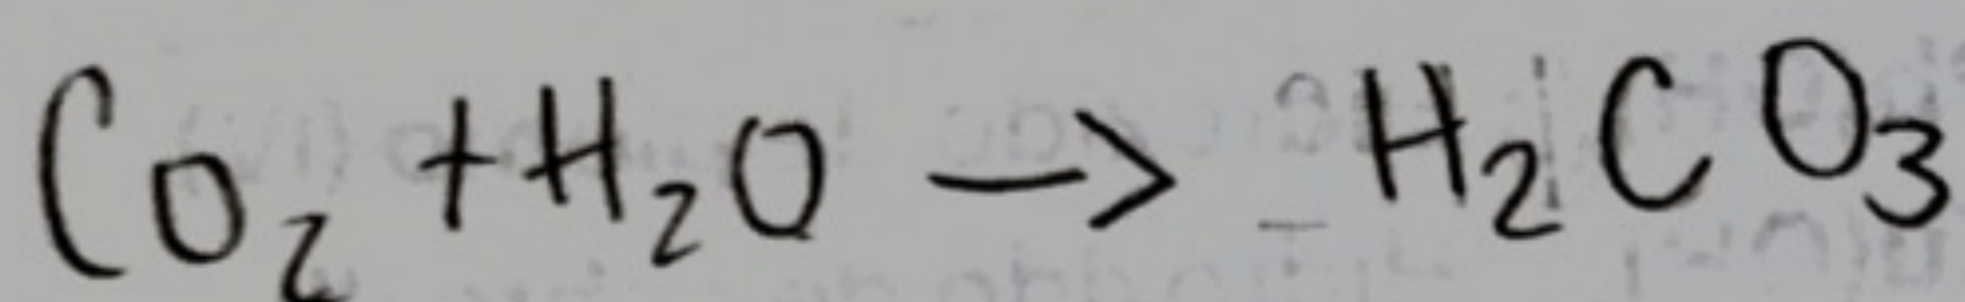 CO₂ + H₂O → H₂CO₃